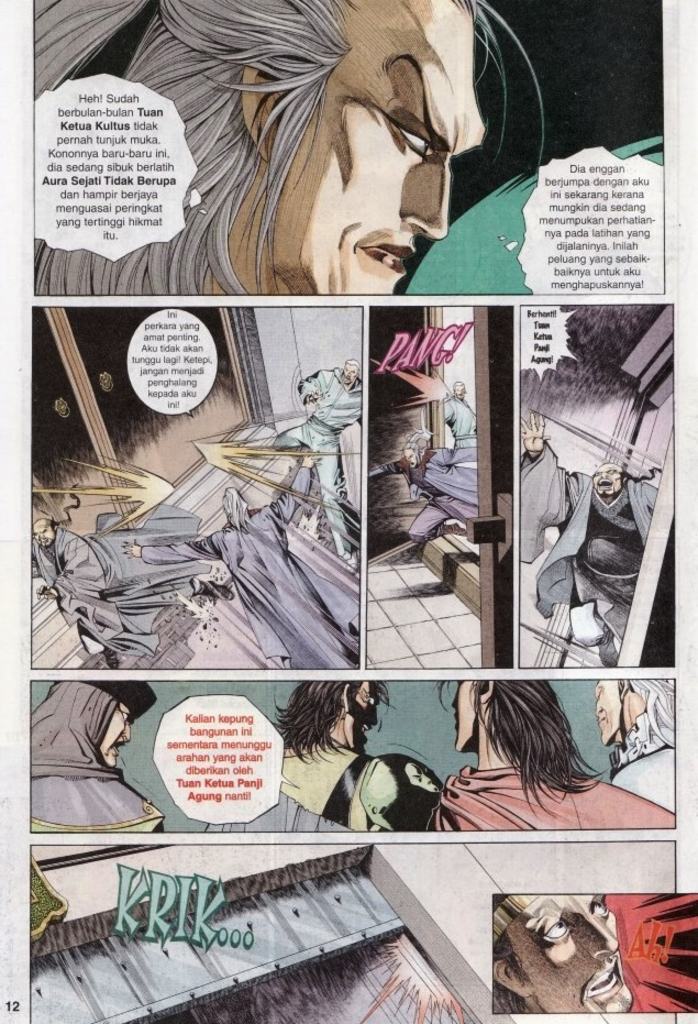 Heh! Sudah
berbulan-bulan Tuan
Ketua Kultus tidak
pernah tunjuk muka.
Kononnya baru-baru ini,
dia sedang sibuk berlatih
Aura Sejati Tidak Berupa
dan hampir berjaya
menguasai peringkat
yang tertinggi hikmat
itu.
Dia enggan
berjumpa dengan aku
ini sekarang kerana
mungkin dia sedang
menumpukan perhatian-
nya pada latihan yang
dijalaninya. Inilah
peluang yang sebaik-
baiknya untuk aku
menghapuskannya!
Ini
perkara yang
amat penting.
Aku tidak akan
tunggu lagi! Ketepi,
jangan menjadi
penghalang
kepada aku
ini!
PANG!
Berhenti!
Tuan
Ketua
Panji
Agung!
Kalian kepung
bangunan ini
sementara menunggu
arahan yang akan
diberikan oleh
Tuan Ketua Panji
Agung nanti!
KRIK...
AH!
12